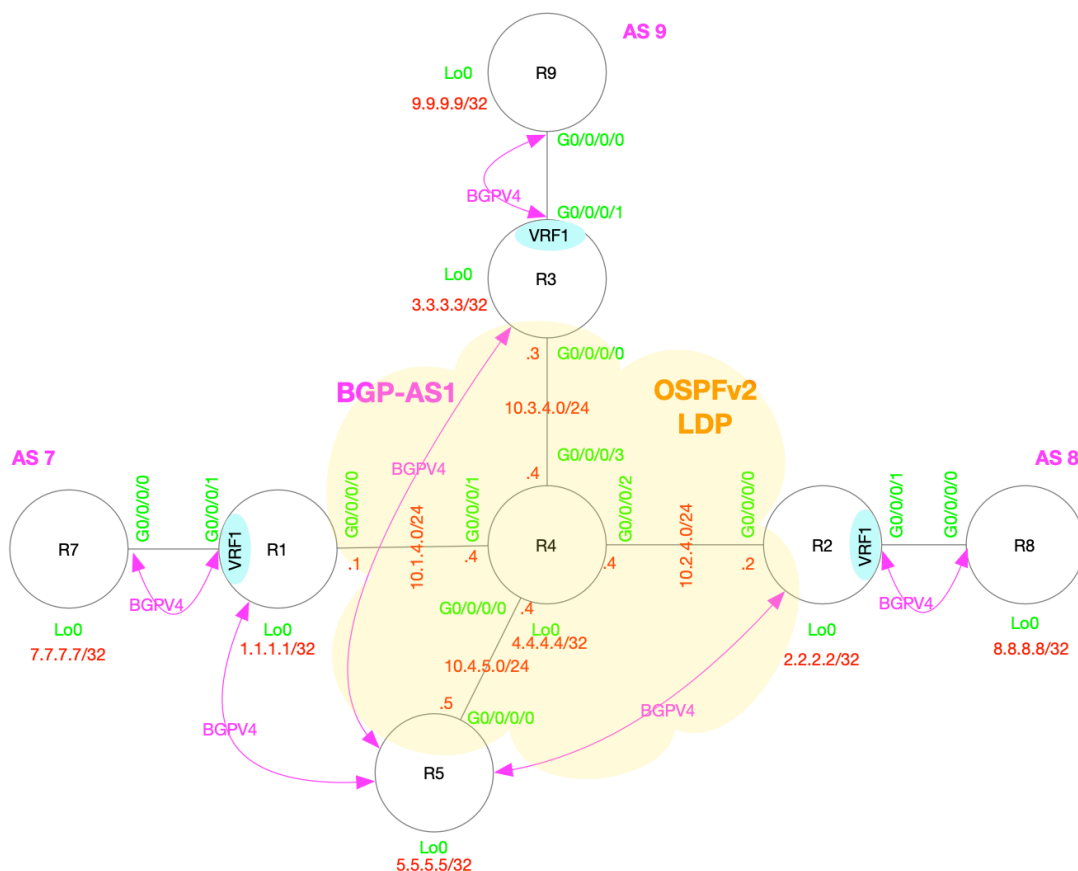 AS 9
R9
Lo0
9.9.9.9/32
G0/0/0/0
BGPV4
G0/0/0/1
VRF1
R3
Lo0
3.3.3.3/32
.3
G0/0/0/0
BGP-AS1
OSPFv2
LDP
10.3.4.0/24
AS 7
BGPV4
G0/0/0/3
.4
AS 8
G0/0/0/0
G0/0/0/1
G0/0/0/0
G0/0/0/1
G0/0/0/2
G0/0/0/0
G0/0/0/1
G0/0/0/0
R7
VRF1
R1
.1
10.1.4.0/24
.4
R4
.4
10.2.4.0/24
.2
R2
VRF1
R8
BGPV4
BGPV4
G0/0/0/0
.4
Lo0
7.7.7.7/32
Lo0
1.1.1.1/32
Lo0
4.4.4.4/32
Lo0
2.2.2.2/32
Lo0
8.8.8.8/32
10.4.5.0/24
.5
G0/0/0/0
BGPV4
BGPV4
R5
Lo0
5.5.5.5/32